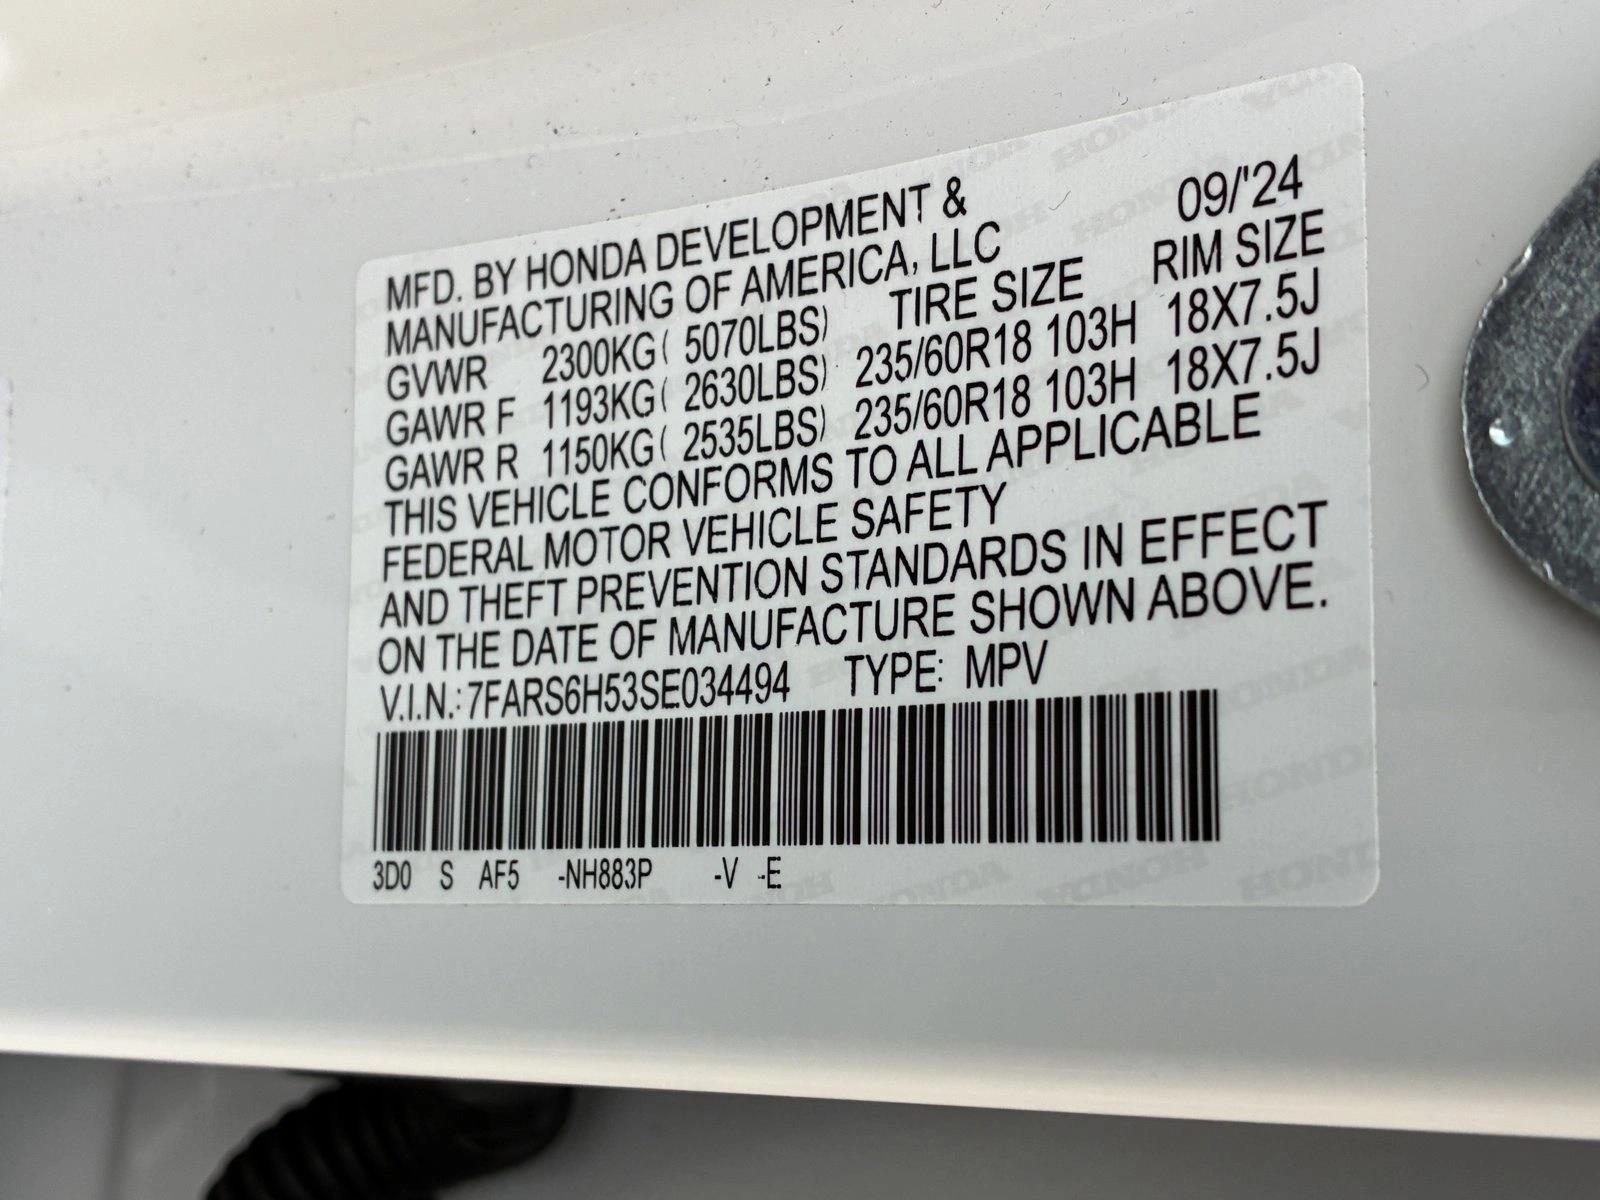 MFD. BY HONDA DEVELOPMENT & 09/'24
MANUFACTURING OF AMERICA, LLC
TIRE SIZE RIM SIZE
GVWR 2300KG( 5070LBS)
GAWR F 1193KG( 2630LBS) 235/60R18 103H 18X7.5J
GAWR R 1150KG( 2535LBS) 235/60R18 103H 18X7.5J
THIS VEHICLE CONFORMS TO ALL APPLICABLE
FEDERAL MOTOR VEHICLE SAFETY
AND THEFT PREVENTION STANDARDS IN EFFECT
ON THE DATE OF MANUFACTURE SHOWN ABOVE.
V.I.N.:7FARS6H53SE034494 TYPE: MPV
3D0 S AF5 -NH883P -V -E